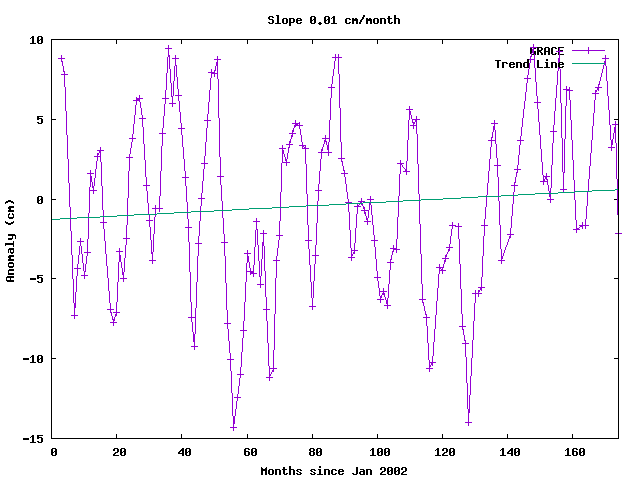 Slope 0.01 cm/month
10
GRACE
Trend Line
5
0
Anomaly (cm)
-5
-10
-15
0 20 40 60 80 100 120 140 160
Months since Jan 2002